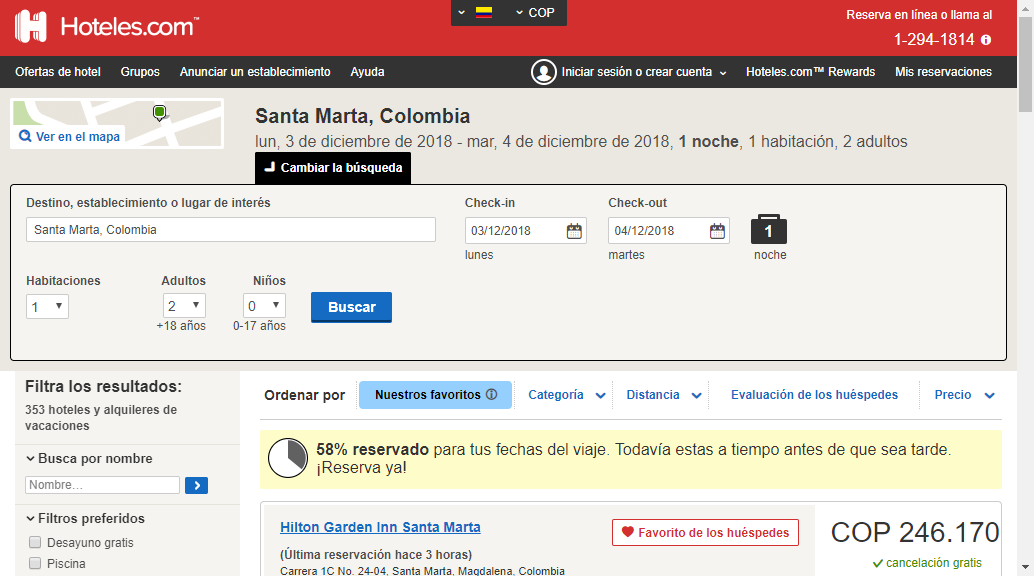 COP
Hoteles.com™
Reserva en línea o llama al
1-294-1814
Ofertas de hotel Grupos Anunciar un establecimiento Ayuda Iniciar sesión o crear cuenta Hoteles.com™ Rewards Mis reservaciones
Ver en el mapa
Santa Marta, Colombia
lun, 3 de diciembre de 2018 - mar, 4 de diciembre de 2018, 1 noche, 1 habitación, 2 adultos
Cambiar la búsqueda
Destino, establecimiento o lugar de interés Check-in Check-out
Santa Marta, Colombia 03/12/2018 04/12/2018 1
lunes martes noche
Habitaciones Adultos Niños
1 2 0 Buscar
+18 años 0-17 años
Filtra los resultados:
353 hoteles y alquileres de
vacaciones
Busca por nombre
Nombre…
Filtros preferidos
Desayuno gratis
Piscina
Ordenar por Nuestros favoritos Categoría Distancia Evaluación de los huéspedes Precio
58% reservado para tus fechas del viaje. Todavía estas a tiempo antes de que sea tarde.
¡Reserva ya!
Hilton Garden Inn Santa Marta Favorito de los huéspedes COP 246.170
(Última reservación hace 3 horas) cancelación gratis
Carrera 1C No. 24-04, Santa Marta, Magdalena, Colombia